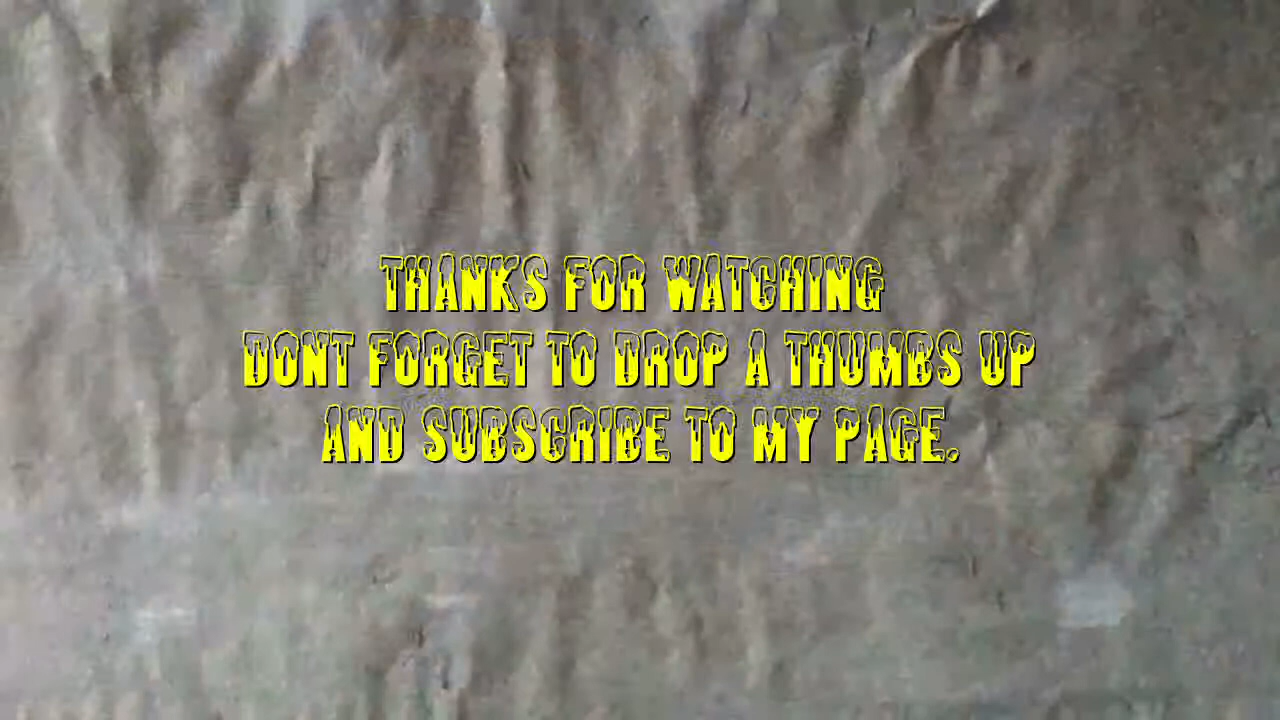 THANKS FOR WATCHING
DONT FORGET TO DROP A THUMBS UP
AND SUBSCRIBE TO MY PAGE.